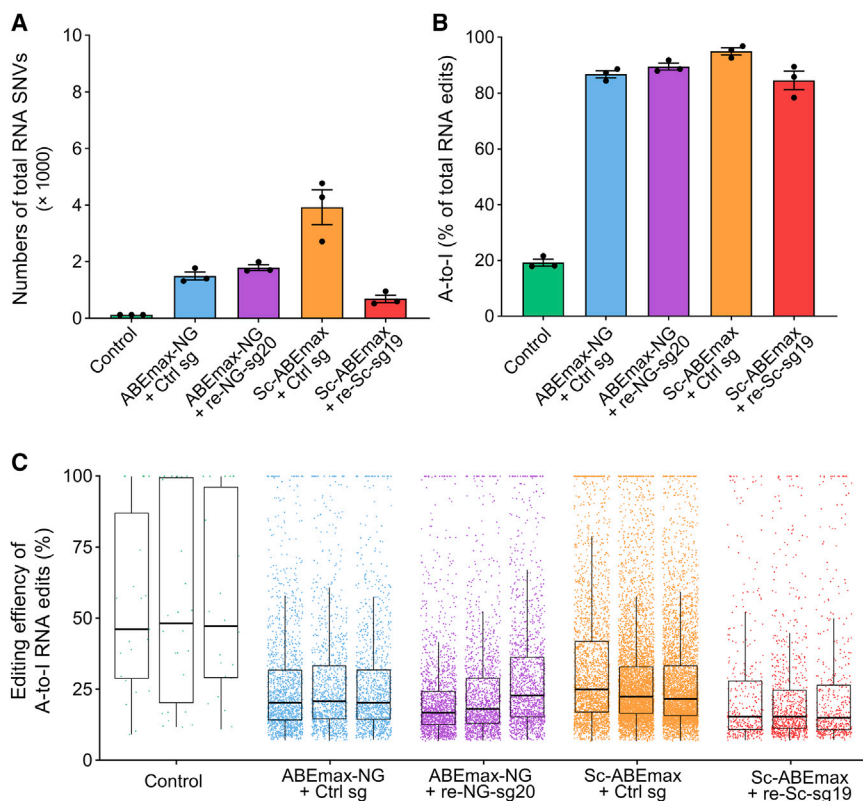 A
Numbers of total RNA SNVs
(× 1000)
10
8
6
4
2
0
Control
ABEmax-NG
+ Ctrl sg
ABEmax-NG
+ re-NG-sg20
Sc-ABEmax
+ Ctrl sg
Sc-ABEmax
+ re-Sc-sg19
B
A-to-I (% of total RNA edits)
100
80
60
40
20
0
Control
ABEmax-NG
+ Ctrl sg
ABEmax-NG
+ re-NG-sg20
Sc-ABEmax
+ Ctrl sg
Sc-ABEmax
+ re-Sc-sg19
C
Editing effiency of
A-to-I RNA edits (%)
100
75
50
25
0
Control
ABEmax-NG
+ Ctrl sg
ABEmax-NG
+ re-NG-sg20
Sc-ABEmax
+ Ctrl sg
Sc-ABEmax
+ re-Sc-sg19